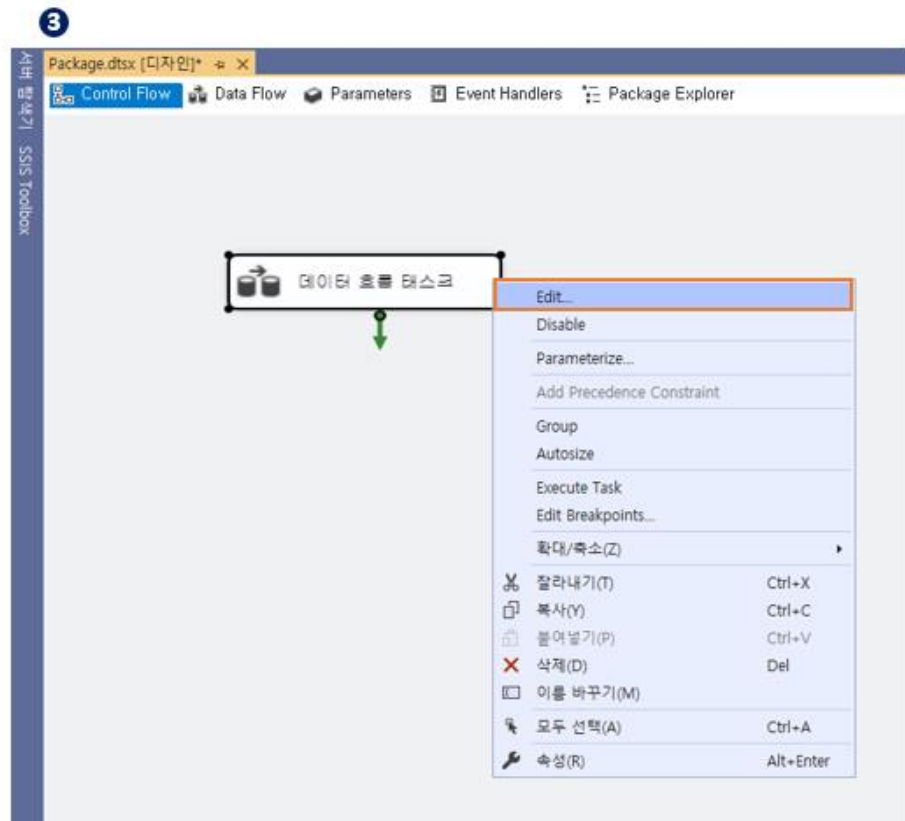 3
Package.dtsx [디자인]*
Control Flow Data Flow Parameters Event Handlers Package Explorer
서버 탐색기
SSIS Toolbox
데이터 흐름 태스크
Edit...
Disable
Parameterize...
Add Precedence Constraint
Group
Autosize
Execute Task
Edit Breakpoints...
확대/축소(Z)
잘라내기(T) Ctrl+X
복사(Y) Ctrl+C
붙여넣기(P) Ctrl+V
삭제(D) Del
이름 바꾸기(M)
모두 선택(A) Ctrl+A
속성(R) Alt+Enter